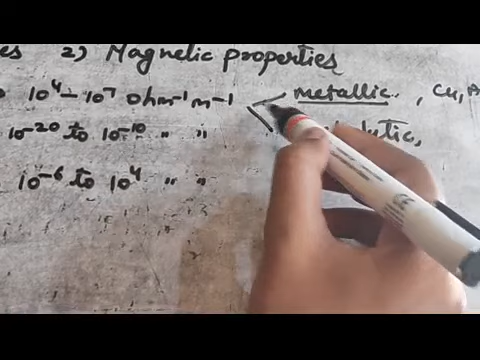 es 2) Magnetic properties
10⁴ – 10⁷ ohm⁻¹ m⁻¹ metallic. , Cu, A
10⁻²⁰ to 10⁻¹⁰ " "
10⁻⁶ to 10⁴ " "